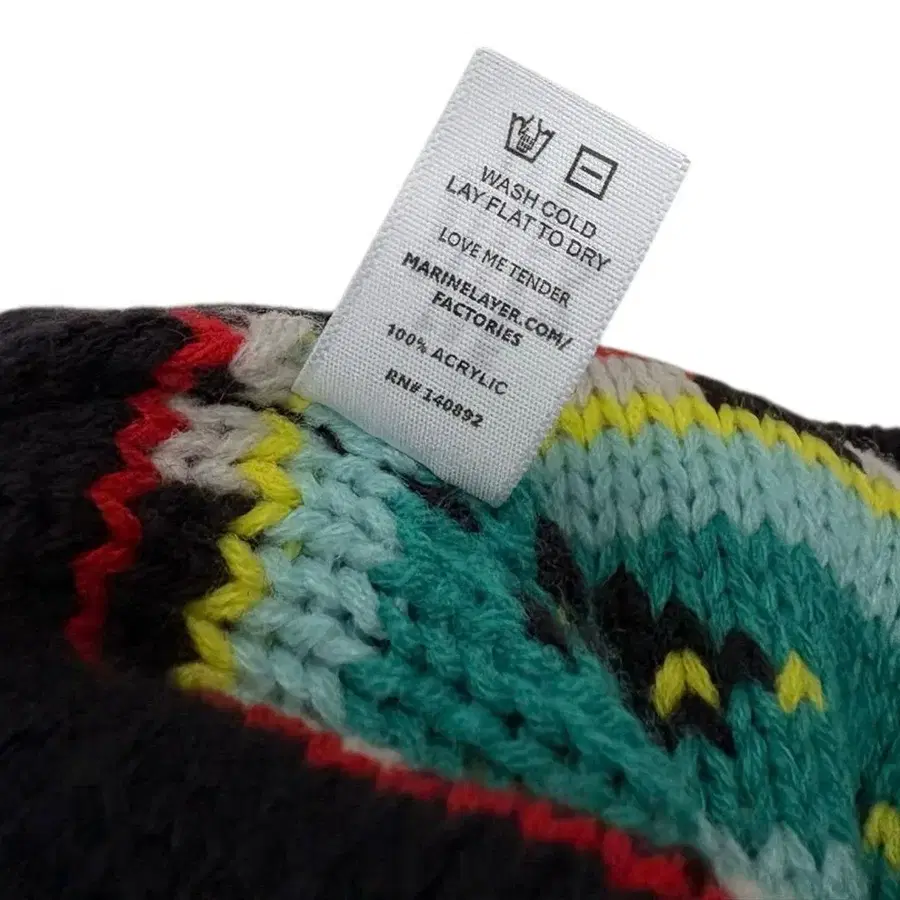 WASH COLD
LAY FLAT TO DRY
LOVE ME TENDER
MARINELAYER.COM/
FACTORIES
100% ACRYLIC
RN# 140892